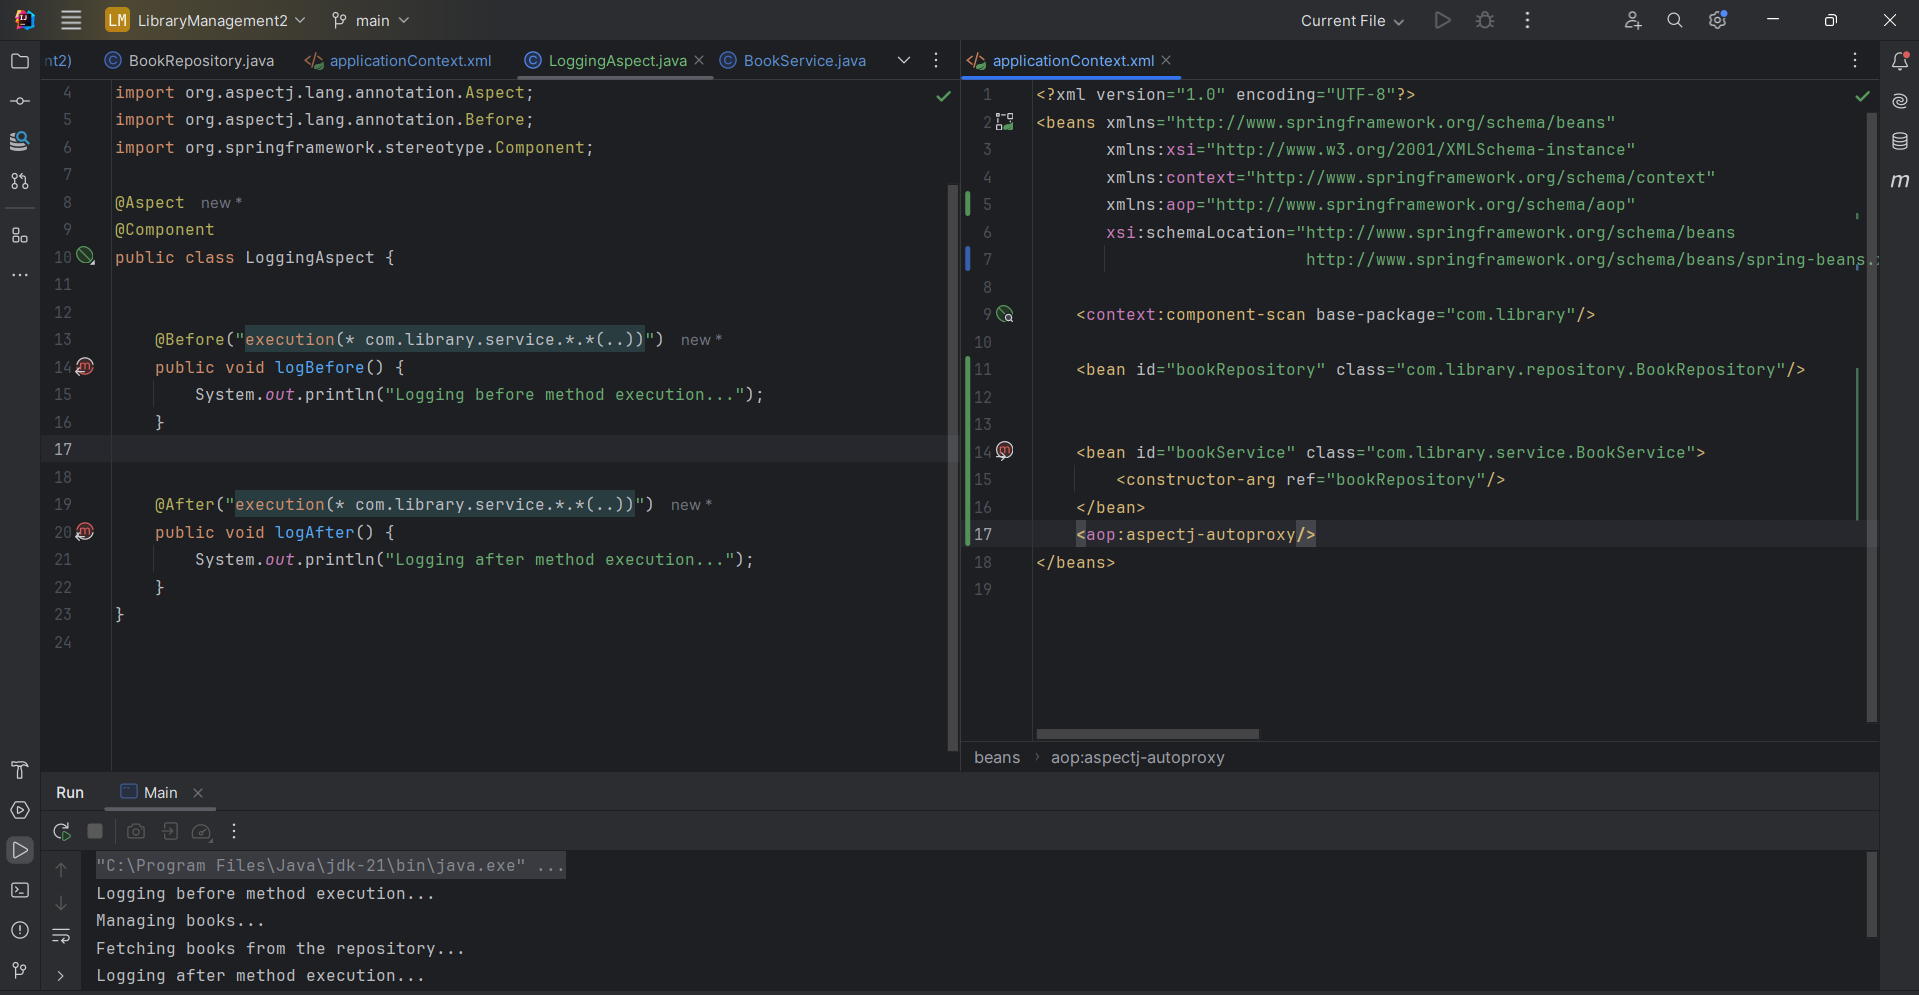 LM LibraryManagement2 main Current File
nt2) BookRepository.java applicationContext.xml LoggingAspect.java BookService.java
4 import org.aspectj.lang.annotation.Aspect;
5 import org.aspectj.lang.annotation.Before;
6 import org.springframework.stereotype.Component;
7
8 @Aspect new *
9 @Component
10 public class LoggingAspect {
11
12
13 @Before("execution(* com.library.service.*.*(..))") new *
14 public void logBefore() {
15 System.out.println("Logging before method execution...");
16 }
17
18
19 @After("execution(* com.library.service.*.*(..))") new *
20 public void logAfter() {
21 System.out.println("Logging after method execution...");
22 }
23 }
24
applicationContext.xml
1 <?xml version="1.0" encoding="UTF-8"?>
2 <beans xmlns="http://www.springframework.org/schema/beans"
3 xmlns:xsi="http://www.w3.org/2001/XMLSchema-instance"
4 xmlns:context="http://www.springframework.org/schema/context"
5 xmlns:aop="http://www.springframework.org/schema/aop"
6 xsi:schemaLocation="http://www.springframework.org/schema/beans
7 http://www.springframework.org/schema/beans/spring-beans.
8
9 <context:component-scan base-package="com.library"/>
10
11 <bean id="bookRepository" class="com.library.repository.BookRepository"/>
12
13
14 <bean id="bookService" class="com.library.service.BookService">
15 <constructor-arg ref="bookRepository"/>
16 </bean>
17 <aop:aspectj-autoproxy/>
18 </beans>
19
beans › aop:aspectj-autoproxy
Run Main
"C:\Program Files\Java\jdk-21\bin\java.exe" ...
Logging before method execution...
Managing books...
Fetching books from the repository...
Logging after method execution...